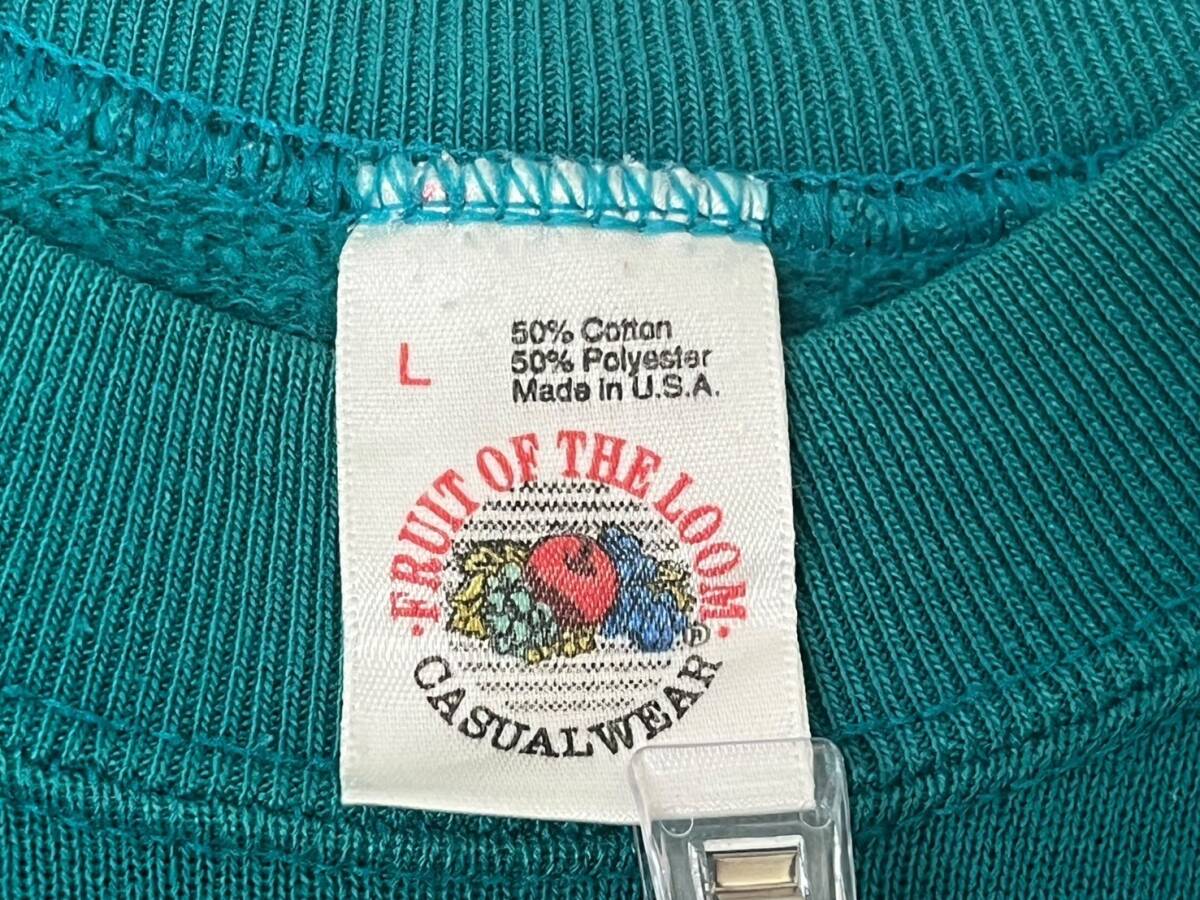 L
50% Cotton
50% Polyester
Made in U.S.A.
FRUIT OF THE LOOM
®
CASUALWEAR